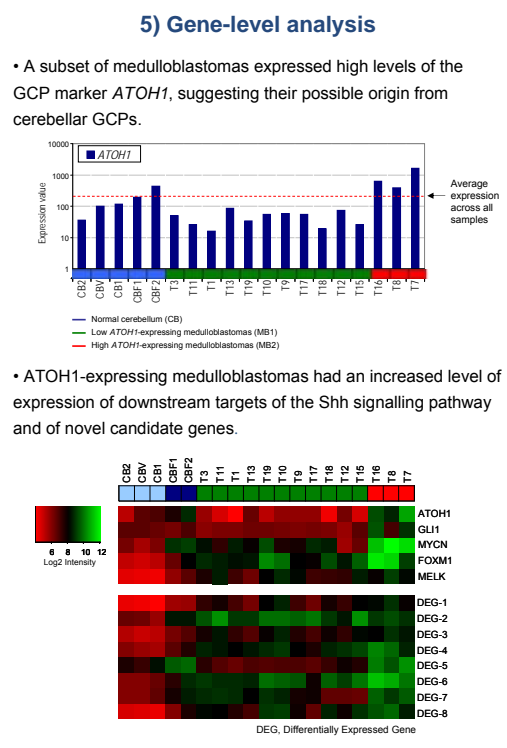 5) Gene-level analysis
• A subset of medulloblastomas expressed high levels of the
GCP marker ATOH1, suggesting their possible origin from
cerebellar GCPs.
10000
1000
100
10
1
Expression value
ATOH1
Average
expression
across all
samples
CB2 CBV CB1 CBF1 CBF2 T3 T11 T1 T13 T19 T10 T9 T17 T18 T12 T15 T16 T8 T7
Normal cerebellum (CB)
Low ATOH1-expressing medulloblastomas (MB1)
High ATOH1-expressing medulloblastomas (MB2)
• ATOH1-expressing medulloblastomas had an increased level of
expression of downstream targets of the Shh signalling pathway
and of novel candidate genes.
CB2 CBV CB1 CBF1 CBF2 T3 T11 T1 T13 T19 T10 T9 T17 T18 T12 T15 T16 T8 T7
6 8 10 12
Log2 Intensity
ATOH1
GLI1
MYCN
FOXM1
MELK
DEG-1
DEG-2
DEG-3
DEG-4
DEG-5
DEG-6
DEG-7
DEG-8
DEG, Differentially Expressed Gene